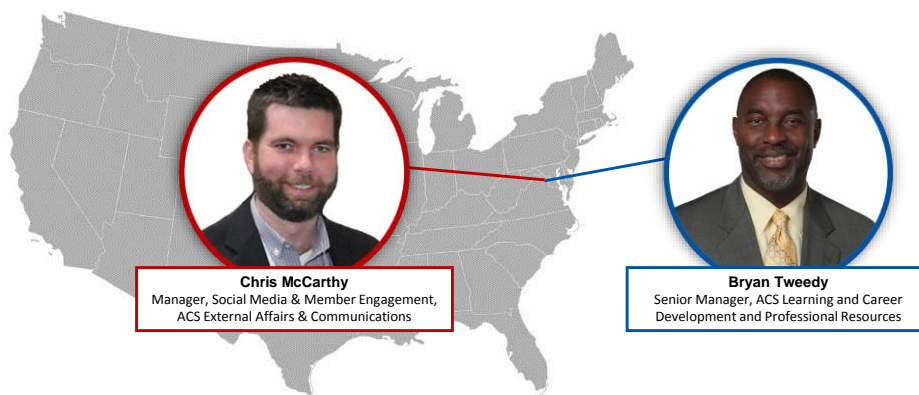 Chris McCarthy
Manager, Social Media & Member Engagement,
ACS External Affairs & Communications
Bryan Tweedy
Senior Manager, ACS Learning and Career
Development and Professional Resources